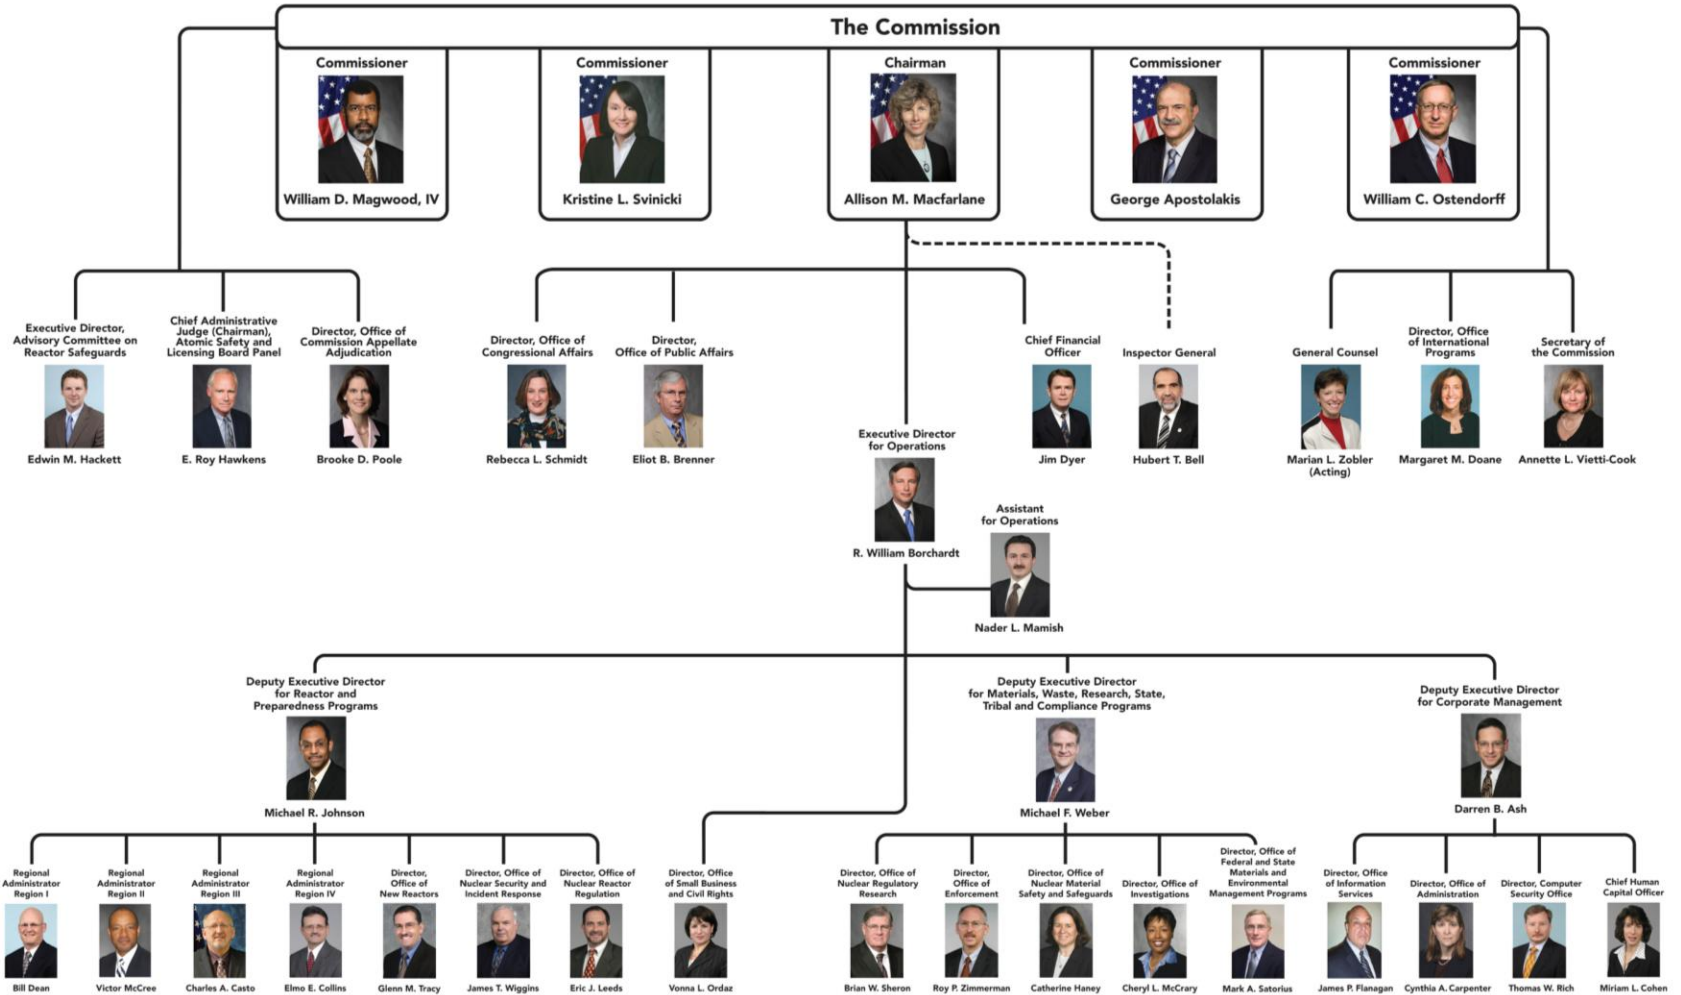 The Commission
Commissioner
William D. Magwood, IV
Commissioner
Kristine L. Svinicki
Chairman
Allison M. Macfarlane
Commissioner
George Apostolakis
Commissioner
William C. Ostendorff
Executive Director,
Advisory Committee on
Reactor Safeguards
Edwin M. Hackett
Chief Administrative
Judge (Chairman),
Atomic Safety and
Licensing Board Panel
E. Roy Hawkens
Director, Office of
Commission Appellate
Adjudication
Brooke D. Poole
Director, Office of
Congressional Affairs
Rebecca L. Schmidt
Director,
Office of Public Affairs
Eliot B. Brenner
Chief Financial
Officer
Jim Dyer
Inspector General
Hubert T. Bell
General Counsel
Marian L. Zobler
(Acting)
Director, Office
of International
Programs
Margaret M. Doane
Secretary of
the Commission
Annette L. Vietti-Cook
Executive Director
for Operations
R. William Borchardt
Assistant
for Operations
Nader L. Mamish
Deputy Executive Director
for Reactor and
Preparedness Programs
Michael R. Johnson
Deputy Executive Director
for Materials, Waste, Research, State,
Tribal and Compliance Programs
Michael F. Weber
Deputy Executive Director
for Corporate Management
Darren B. Ash
Regional
Administrator
Region I
Bill Dean
Regional
Administrator
Region II
Victor McCree
Regional
Administrator
Region III
Charles A. Casto
Regional
Administrator
Region IV
Elmo E. Collins
Director,
Office of
New Reactors
Glenn M. Tracy
Director, Office of
Nuclear Security and
Incident Response
James T. Wiggins
Director, Office of
Nuclear Reactor
Regulation
Eric J. Leeds
Director, Office
of Small Business
and Civil Rights
Vonna L. Ordaz
Director, Office of
Nuclear Regulatory
Research
Brian W. Sheron
Director,
Office of
Enforcement
Roy P. Zimmerman
Director, Office of
Nuclear Material
Safety and Safeguards
Catherine Haney
Director, Office of
Investigations
Cheryl L. McCrary
Director, Office of
Federal and State
Materials and
Environmental
Management Programs
Mark A. Satorius
Director, Office
of Information
Services
James P. Flanagan
Director, Office of
Administration
Cynthia A. Carpenter
Director, Computer
Security Office
Thomas W. Rich
Chief Human
Capital Officer
Miriam L. Cohen